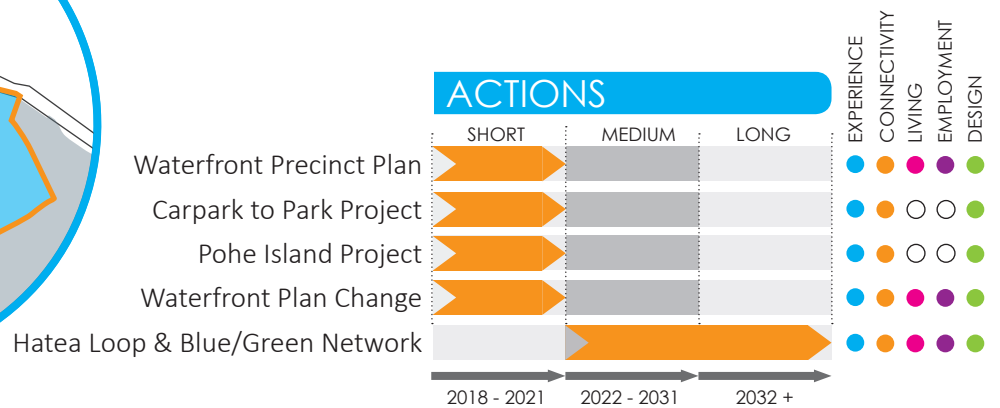 ACTIONS
EXPERIENCE
CONNECTIVITY
LIVING
EMPLOYMENT
DESIGN
SHORT MEDIUM LONG
Waterfront Precinct Plan
Carpark to Park Project
Pohe Island Project
Waterfront Plan Change
Hatea Loop & Blue/Green Network
2018 - 2021 2022 - 2031 2032 +